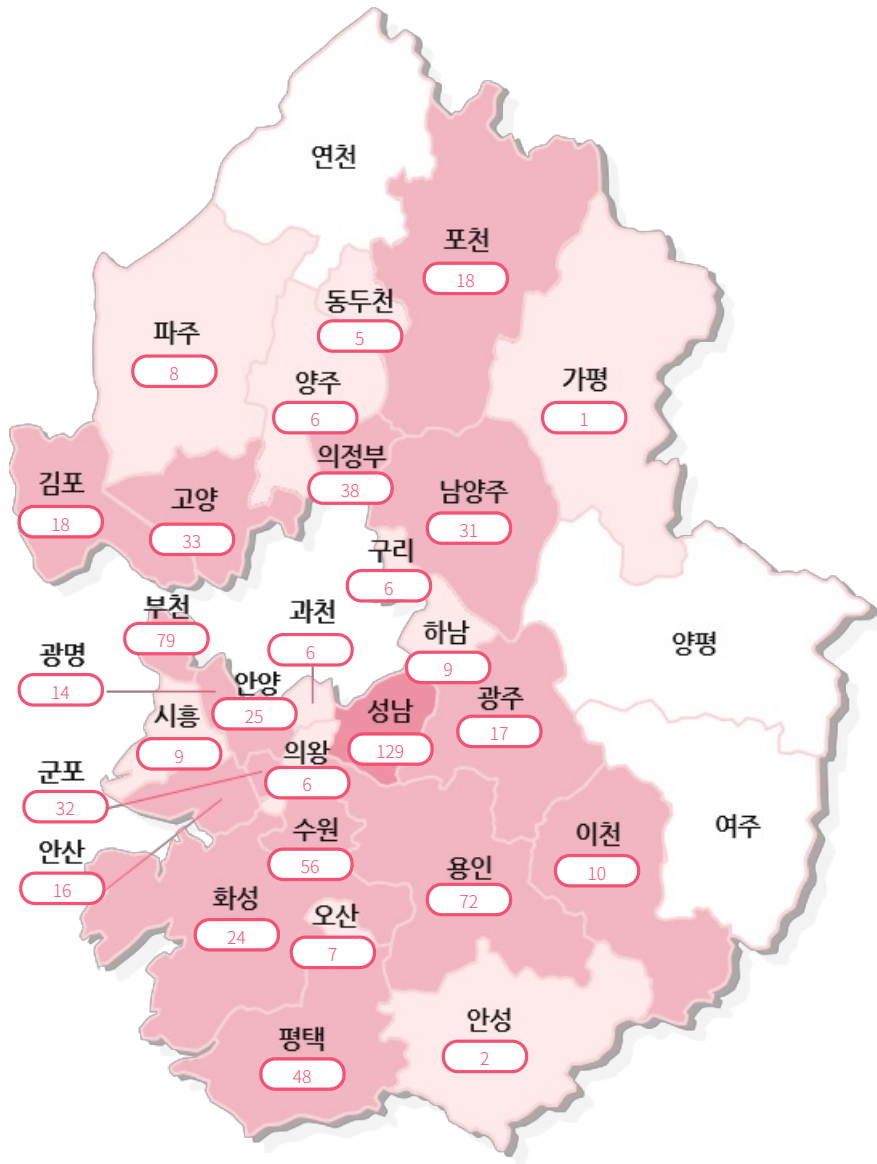 연천
포천
18
동두천
5
파주
8
양주
6
가평
1
의정부
38
김포
18
고양
33
남양주
31
구리
6
부천
79
과천
6
하남
9
양평
광명
14
안양
25
성남
129
광주
17
시흥
9
의왕
6
군포
32
수원
56
이천
10
여주
안산
16
용인
72
화성
24
오산
7
안성
2
평택
48